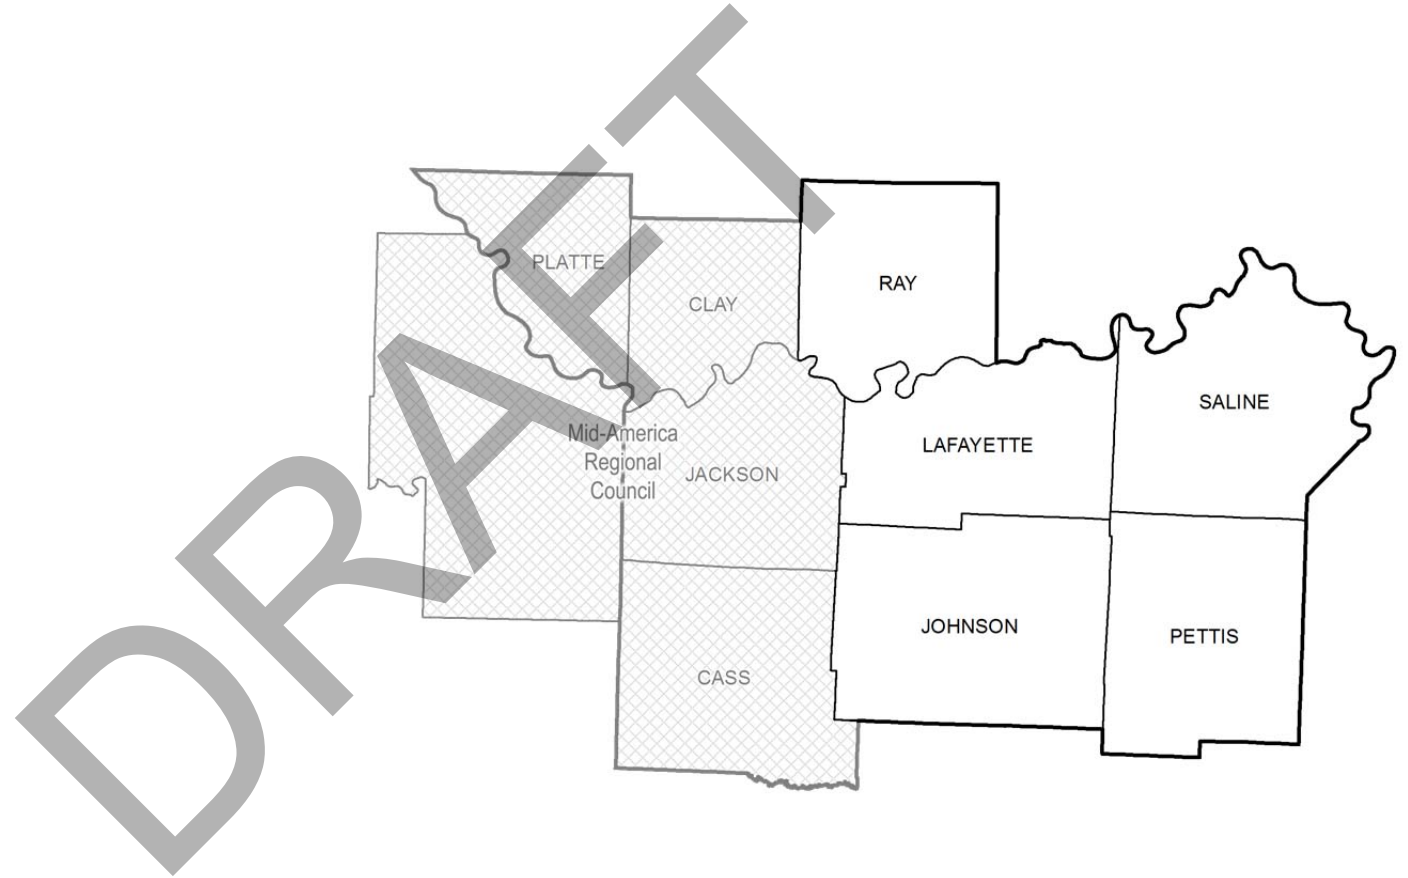 DRAFT
PLATTE
CLAY
RAY
SALINE
Mid-America
Regional
Council
JACKSON
LAFAYETTE
JOHNSON
PETTIS
CASS